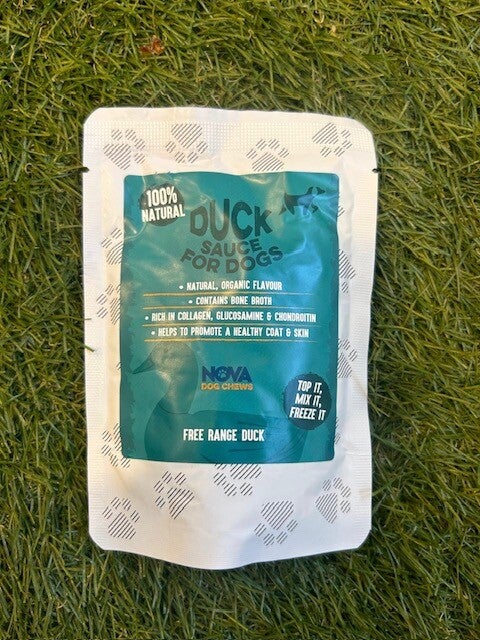 100%
NATURAL
DUCK
SAUCE
FOR DOGS
• NATURAL, ORGANIC FLAVOUR
• CONTAINS BONE BROTH
• RICH IN COLLAGEN, GLUCOSAMINE & CHONDROITIN
• HELPS TO PROMOTE A HEALTHY COAT & SKIN
NOVA
DOG CHEWS
TOP IT,
MIX IT,
FREEZE IT
FREE RANGE DUCK